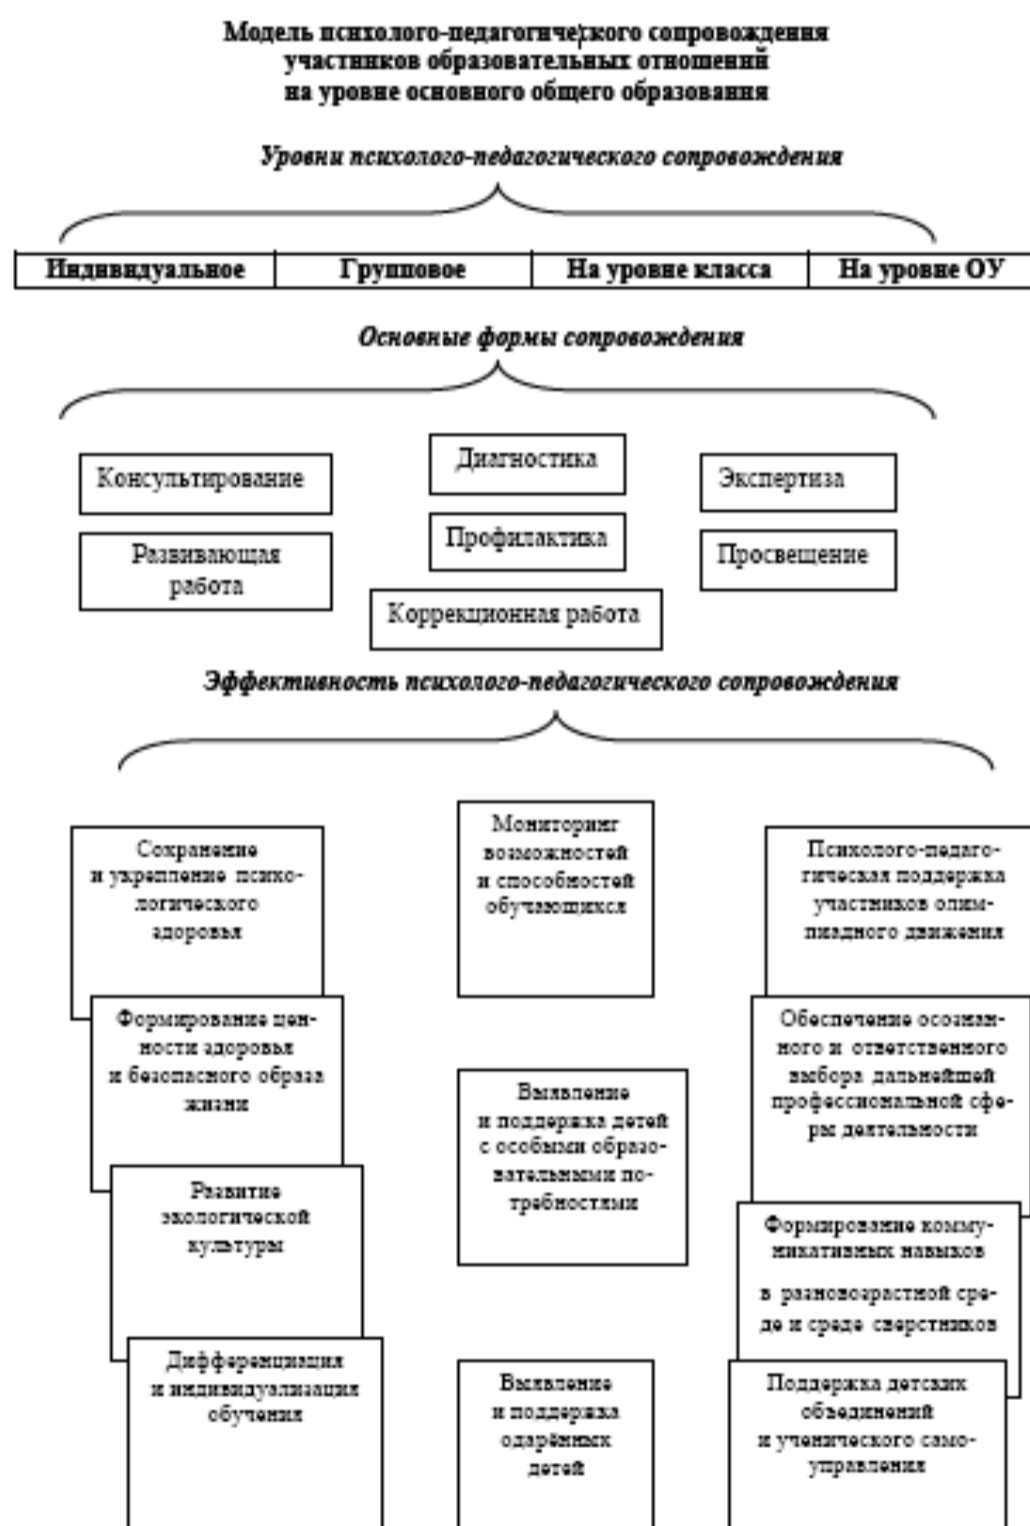 Модель психолого-педагогического сопровождения
участников образовательных отношений
на уровне основного общего образования
Уровни психолого-педагогического сопровождения
Индивидуальное Групповое На уровне класса На уровне ОУ
Основные формы сопровождения
Консультирование
Диагностика
Экспертиза
Развивающая
работа
Профилактика
Просвещение
Коррекционная работа
Эффективность психолого-педагогического сопровождения
Сохранение
и укрепление психо-
логического
здоровья
Мониторинг
возможностей
и способностей
обучающихся
Психолого-педаго-
гическая поддержка
участников олим-
пиадного движения
Формирование цен-
ности здоровья
и безопасного образа
жизни
Выявление
и поддержка детей
с особыми образо-
вательными по-
требностями
Обеспечение осознан-
ного и ответственного
выбора дальнейшей
профессиональной сфе-
ры деятельности
Развитие
экологической
культуры
Формирование комму-
никативных навыков
в разновозрастной сре-
де и среде сверстников
Дифференциация
и индивидуализация
обучения
Выявление
и поддержка
одарённых
детей
Поддержка детских
объединений
и ученического само-
управления